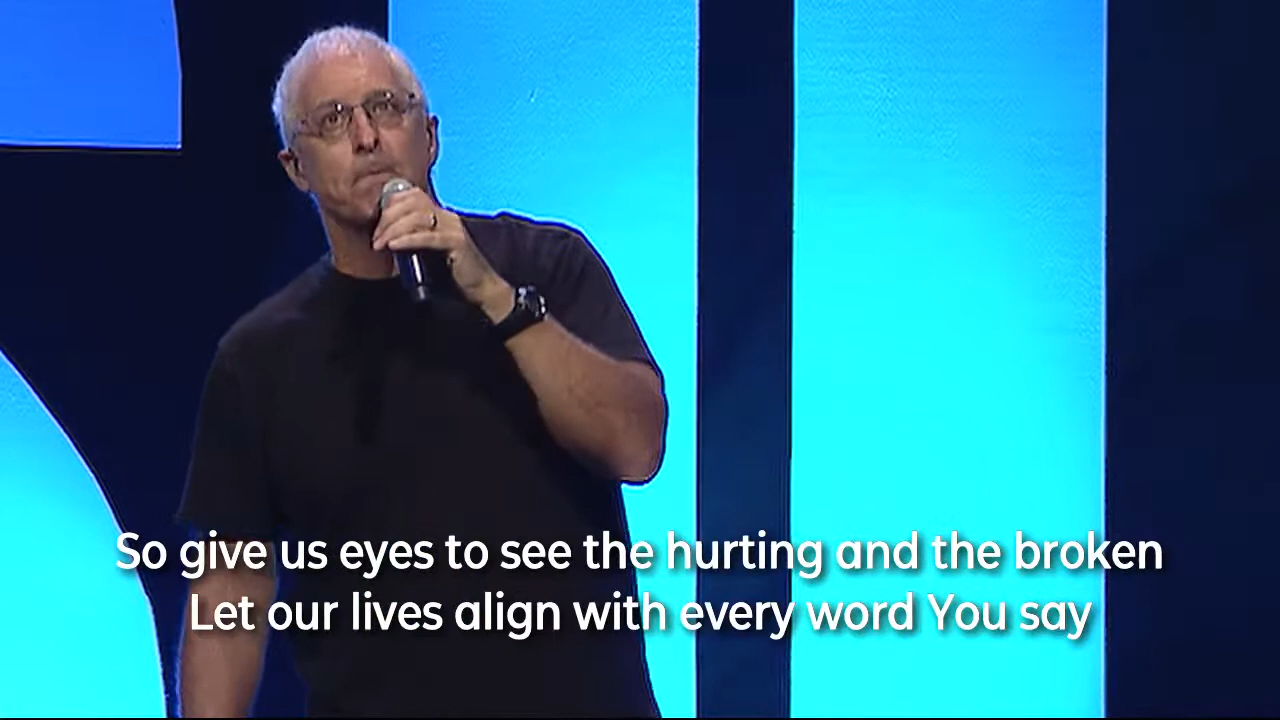 So give us eyes to see the hurting and the broken
Let our lives align with every word You say